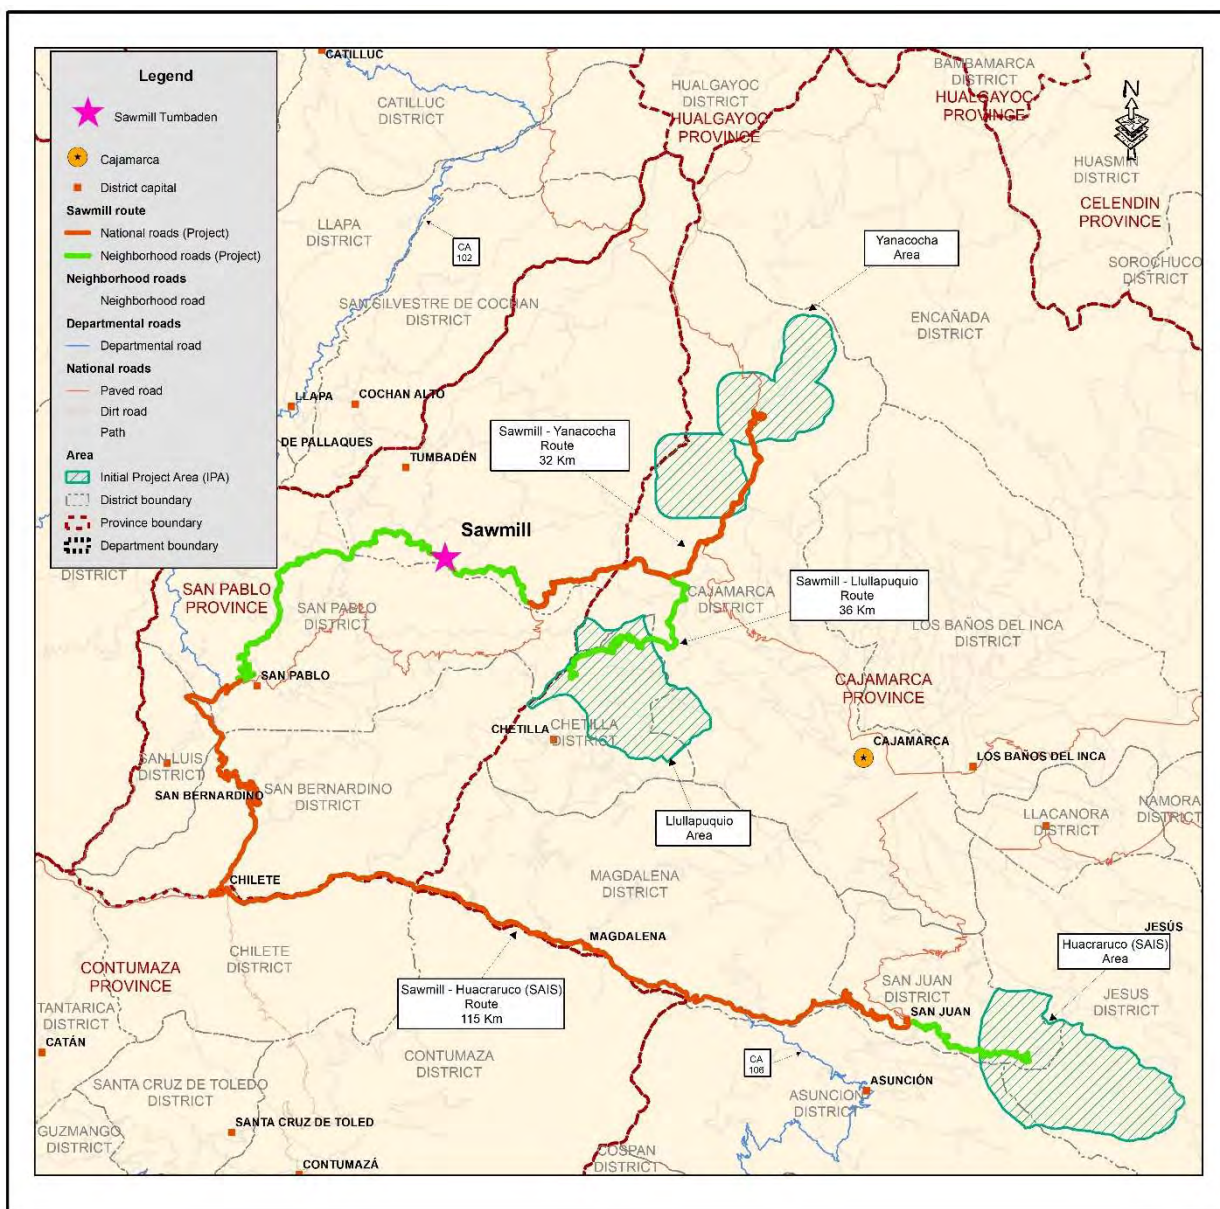 Legend
Sawmill Tumbaden
Cajamarca
District capital
Sawmill route
National roads (Project)
Neighborhood roads (Project)
Neighborhood roads
Neighborhood road
Departmental roads
Departmental road
National roads
Paved road
Dirt road
Path
Area
Initial Project Area (IPA)
District boundary
Province boundary
Department boundary
CATILLUC
CATILLUC
DISTRICT
HUALGAYOC
DISTRICT
HUALGAYOC
PROVINCE
BAMBAMARCA
DISTRICT
HUALGAYOC
PROVINCE
N
HUASMIN
DISTRICT
CELENDIN
PROVINCE
SOROCHUCO
DISTRICT
LLAPA
DISTRICT
CA
102
Yanacocha
Area
SAN SILVESTRE DE COCHAN
DISTRICT
ENCAÑADA
DISTRICT
LLAPA
COCHAN ALTO
DE PALLAQUES
TUMBADÉN
Sawmill - Yanacocha
Route
32 Km
Sawmill
DISTRICT
SAN PABLO
PROVINCE
SAN PABLO
DISTRICT
CAJAMARCA
DISTRICT
Sawmill - Llullapuquio
Route
36 Km
LOS BAÑOS DEL INCA
DISTRICT
SAN PABLO
CAJAMARCA
PROVINCE
CHETILLA
CHETILLA
DISTRICT
CAJAMARCA
LOS BAÑOS DEL INCA
SAN LUIS
DISTRICT
SAN BERNARDINO
SAN BERNARDINO
DISTRICT
Llullapuquio
Area
LLACANORA
DISTRICT
NAMORA
DISTRICT
CHILETE
MAGDALENA
DISTRICT
MAGDALENA
JESÚS
CHILETE
DISTRICT
Huacraruco (SAIS)
Area
CONTUMAZA
PROVINCE
Sawmill - Huacraruco (SAIS)
Route
115 Km
SAN JUAN
DISTRICT
SAN JUAN
JESUS
DISTRICT
TANTARICA
DISTRICT
CATÁN
CONTUMAZA
DISTRICT
CA
106
SANTA CRUZ DE TOLEDO
DISTRICT
ASUNCIÓN
ASUNCION
DISTRICT
GUZMANGO
DISTRICT
SANTA CRUZ DE TOLED
CONTUMAZÁ
COSPAN
DISTRICT